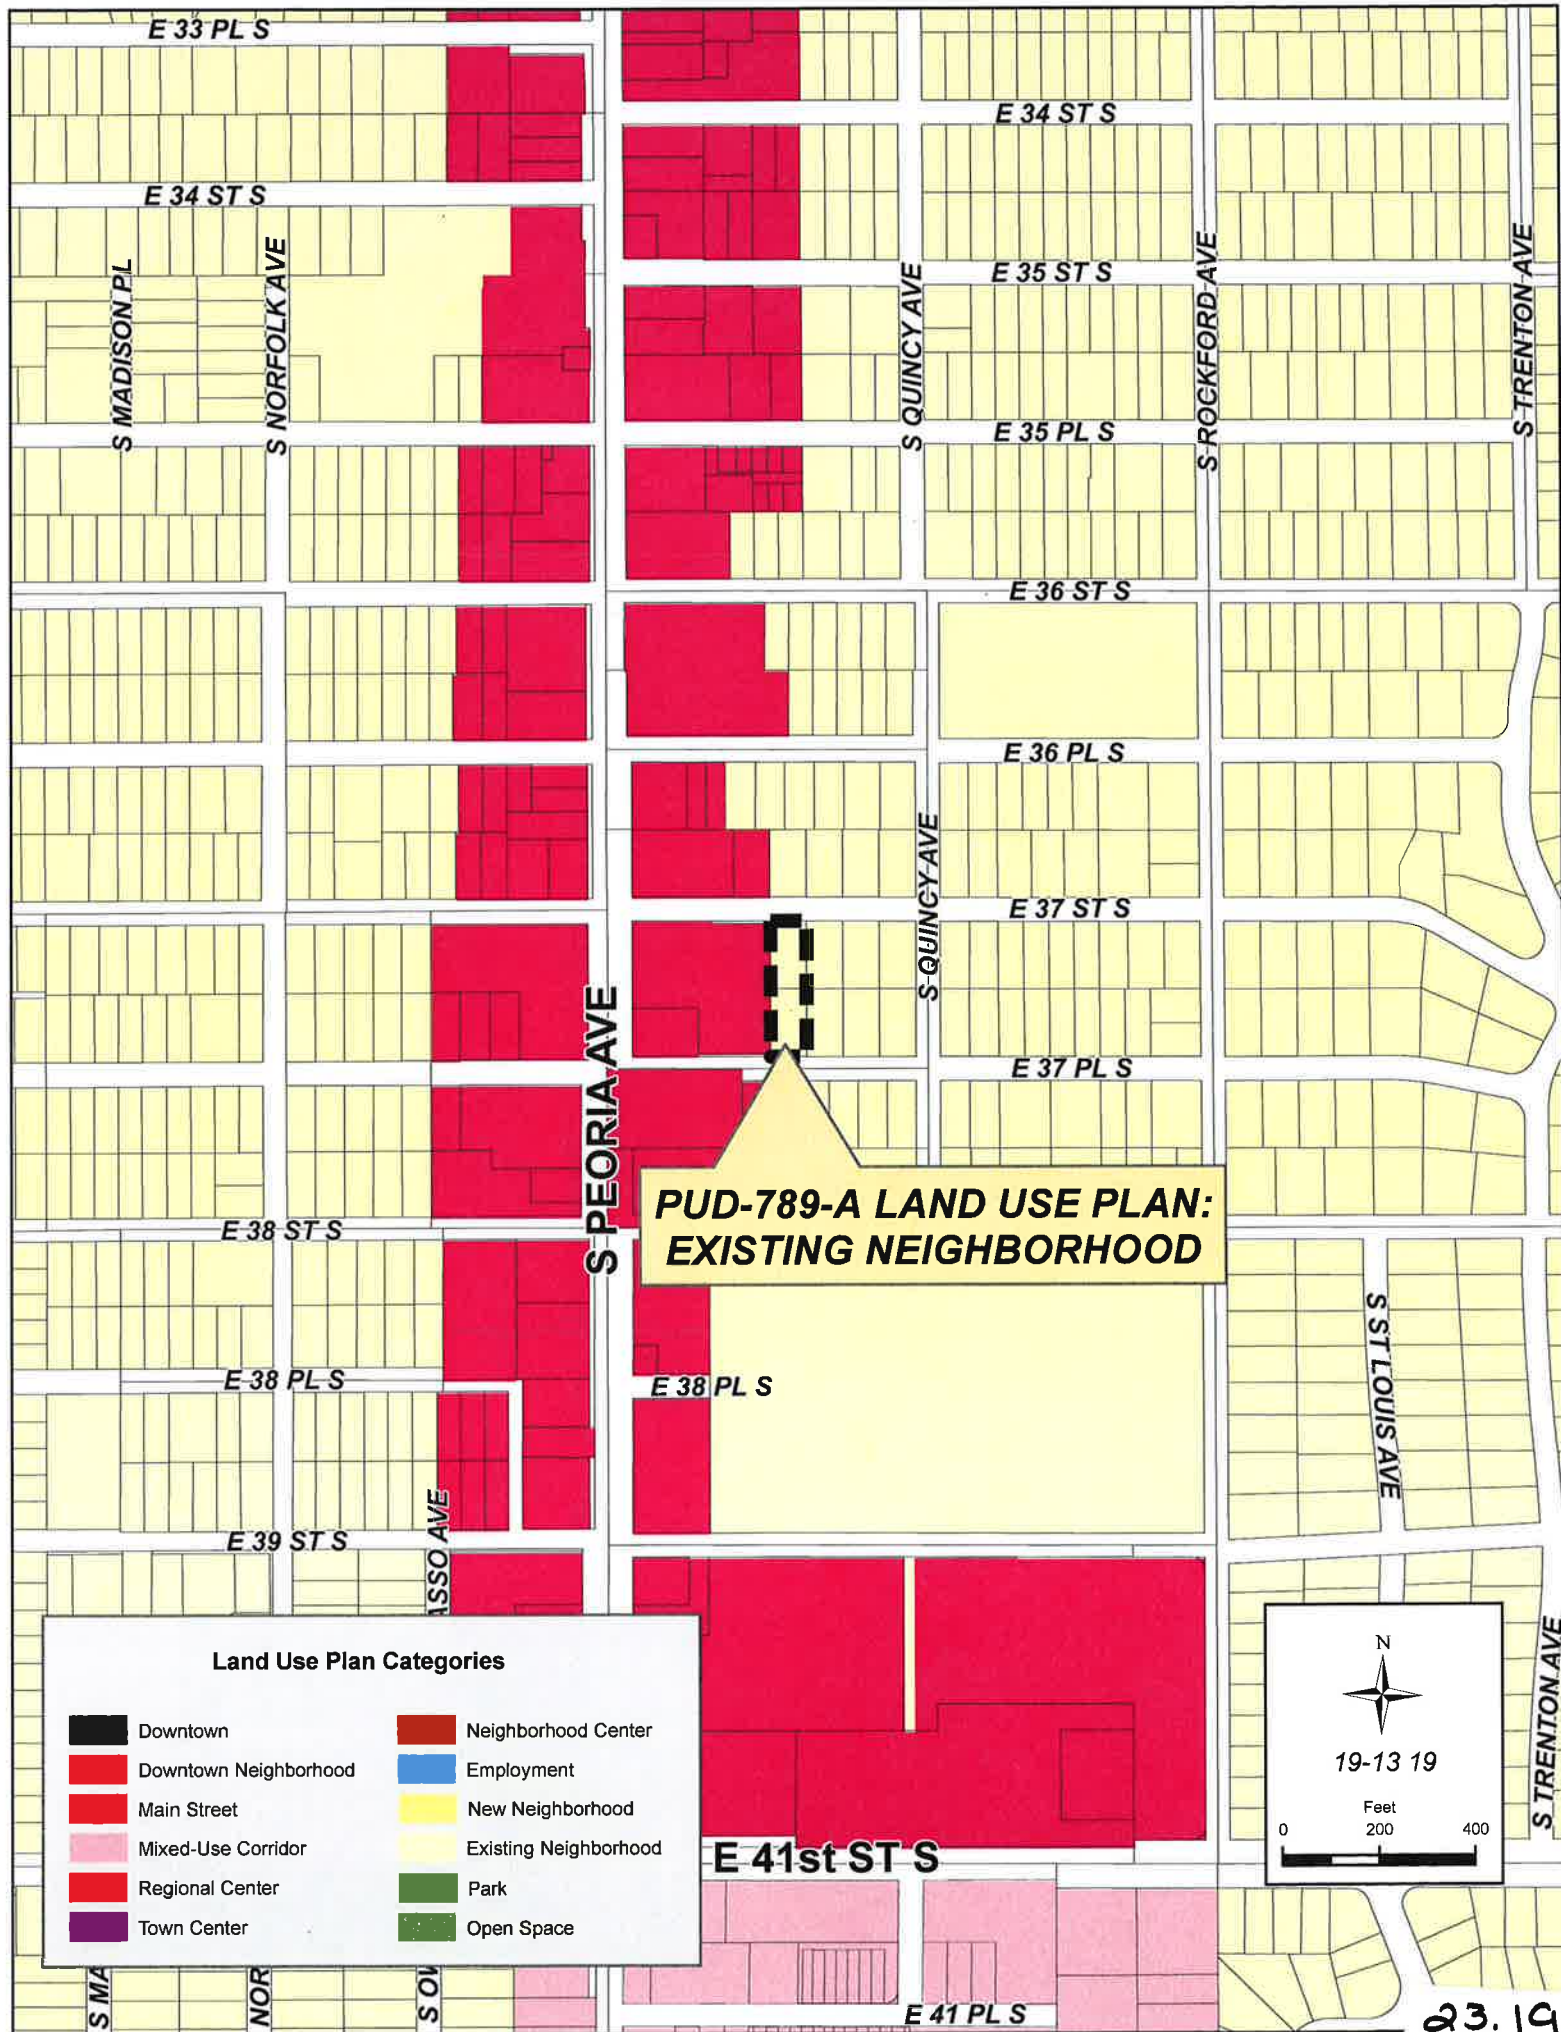 E 33 PL S
E 34 ST S
E 34 ST S
S MADISON PL
S NORFOLK AVE
E 35 ST S
S QUINCY AVE
S ROCKFORD AVE
S TRENTON AVE
E 35 PL S
E 36 ST S
E 36 PL S
S QUINCY AVE
E 37 ST S
S PEORIA AVE
E 37 PL S
PUD-789-A LAND USE PLAN:
EXISTING NEIGHBORHOOD
E 38 ST S
E 38 PL S
E 38 PL S
S ST LOUIS AVE
E 39 ST S
ASSO AVE
Land Use Plan Categories
Downtown
Downtown Neighborhood
Main Street
Mixed-Use Corridor
Regional Center
Town Center
Neighborhood Center
Employment
New Neighborhood
Existing Neighborhood
Park
Open Space
N
19-13 19
Feet
0 200 400
S TRENTON AVE
E 41st ST S
S MA
NOR
S OW
E 41 PL S
23.19